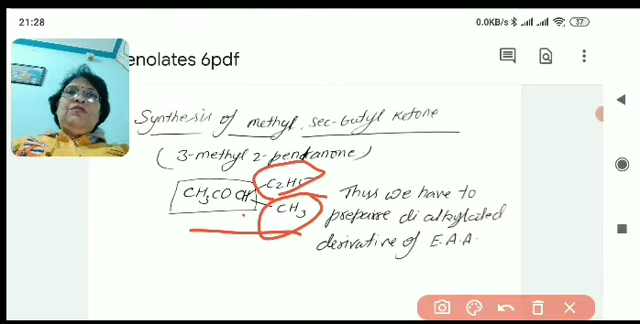 21:28
0.0KB/s
37
enolates 6pdf
Synthesis of methyl, sec-butyl ketone
(3-methyl 2-pentanone)
CH3COCH
C2H5
CH3
Thus we have to
prepare di alkylated
derivative of E.A.A.